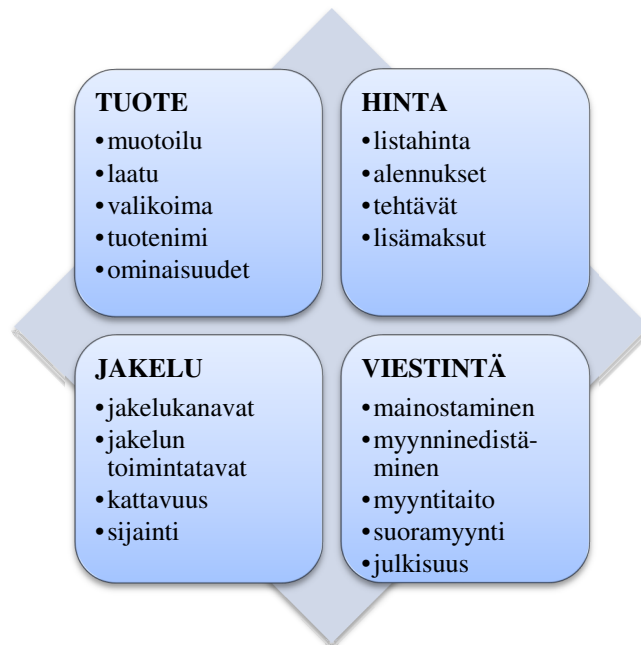 TUOTE
•muotoilu
•laatu
•valikoima
•tuotenimi
•ominaisuudet
HINTA
•listahinta
•alennukset
•tehtävät
•lisämaksut
JAKELU
•jakelukanavat
•jakelun
toimintatavat
•kattavuus
•sijainti
VIESTINTÄ
•mainostaminen
•myynninedistä-
minen
•myyntitaito
•suoramyynti
•julkisuus